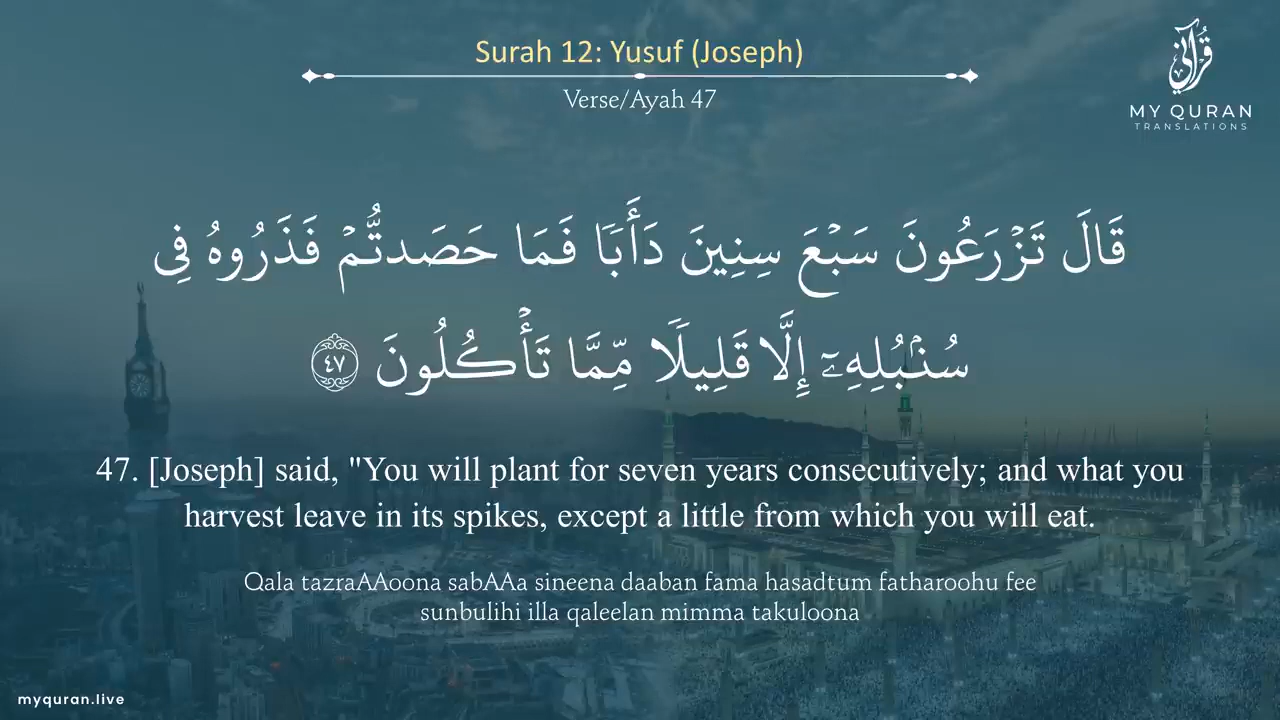 Surah 12: Yusuf (Joseph)
Verse/Ayah 47
قرآني
MY QURAN
TRANSLATIONS
قَالَ تَزْرَعُونَ سَبْعَ سِنِينَ دَأَبًا فَمَا حَصَدتُّمْ فَذَرُوهُ فِى
سُنۢبُلِهِۦٓ إِلَّا قَلِيلًا مِّمَّا تَأْكُلُونَ ٤٧
47. [Joseph] said, "You will plant for seven years consecutively; and what you
harvest leave in its spikes, except a little from which you will eat.
Qala tazraAAoona sabAAa sineena daaban fama hasadtum fatharoohu fee
sunbulihi illa qaleelan mimma takuloona
myquran.live